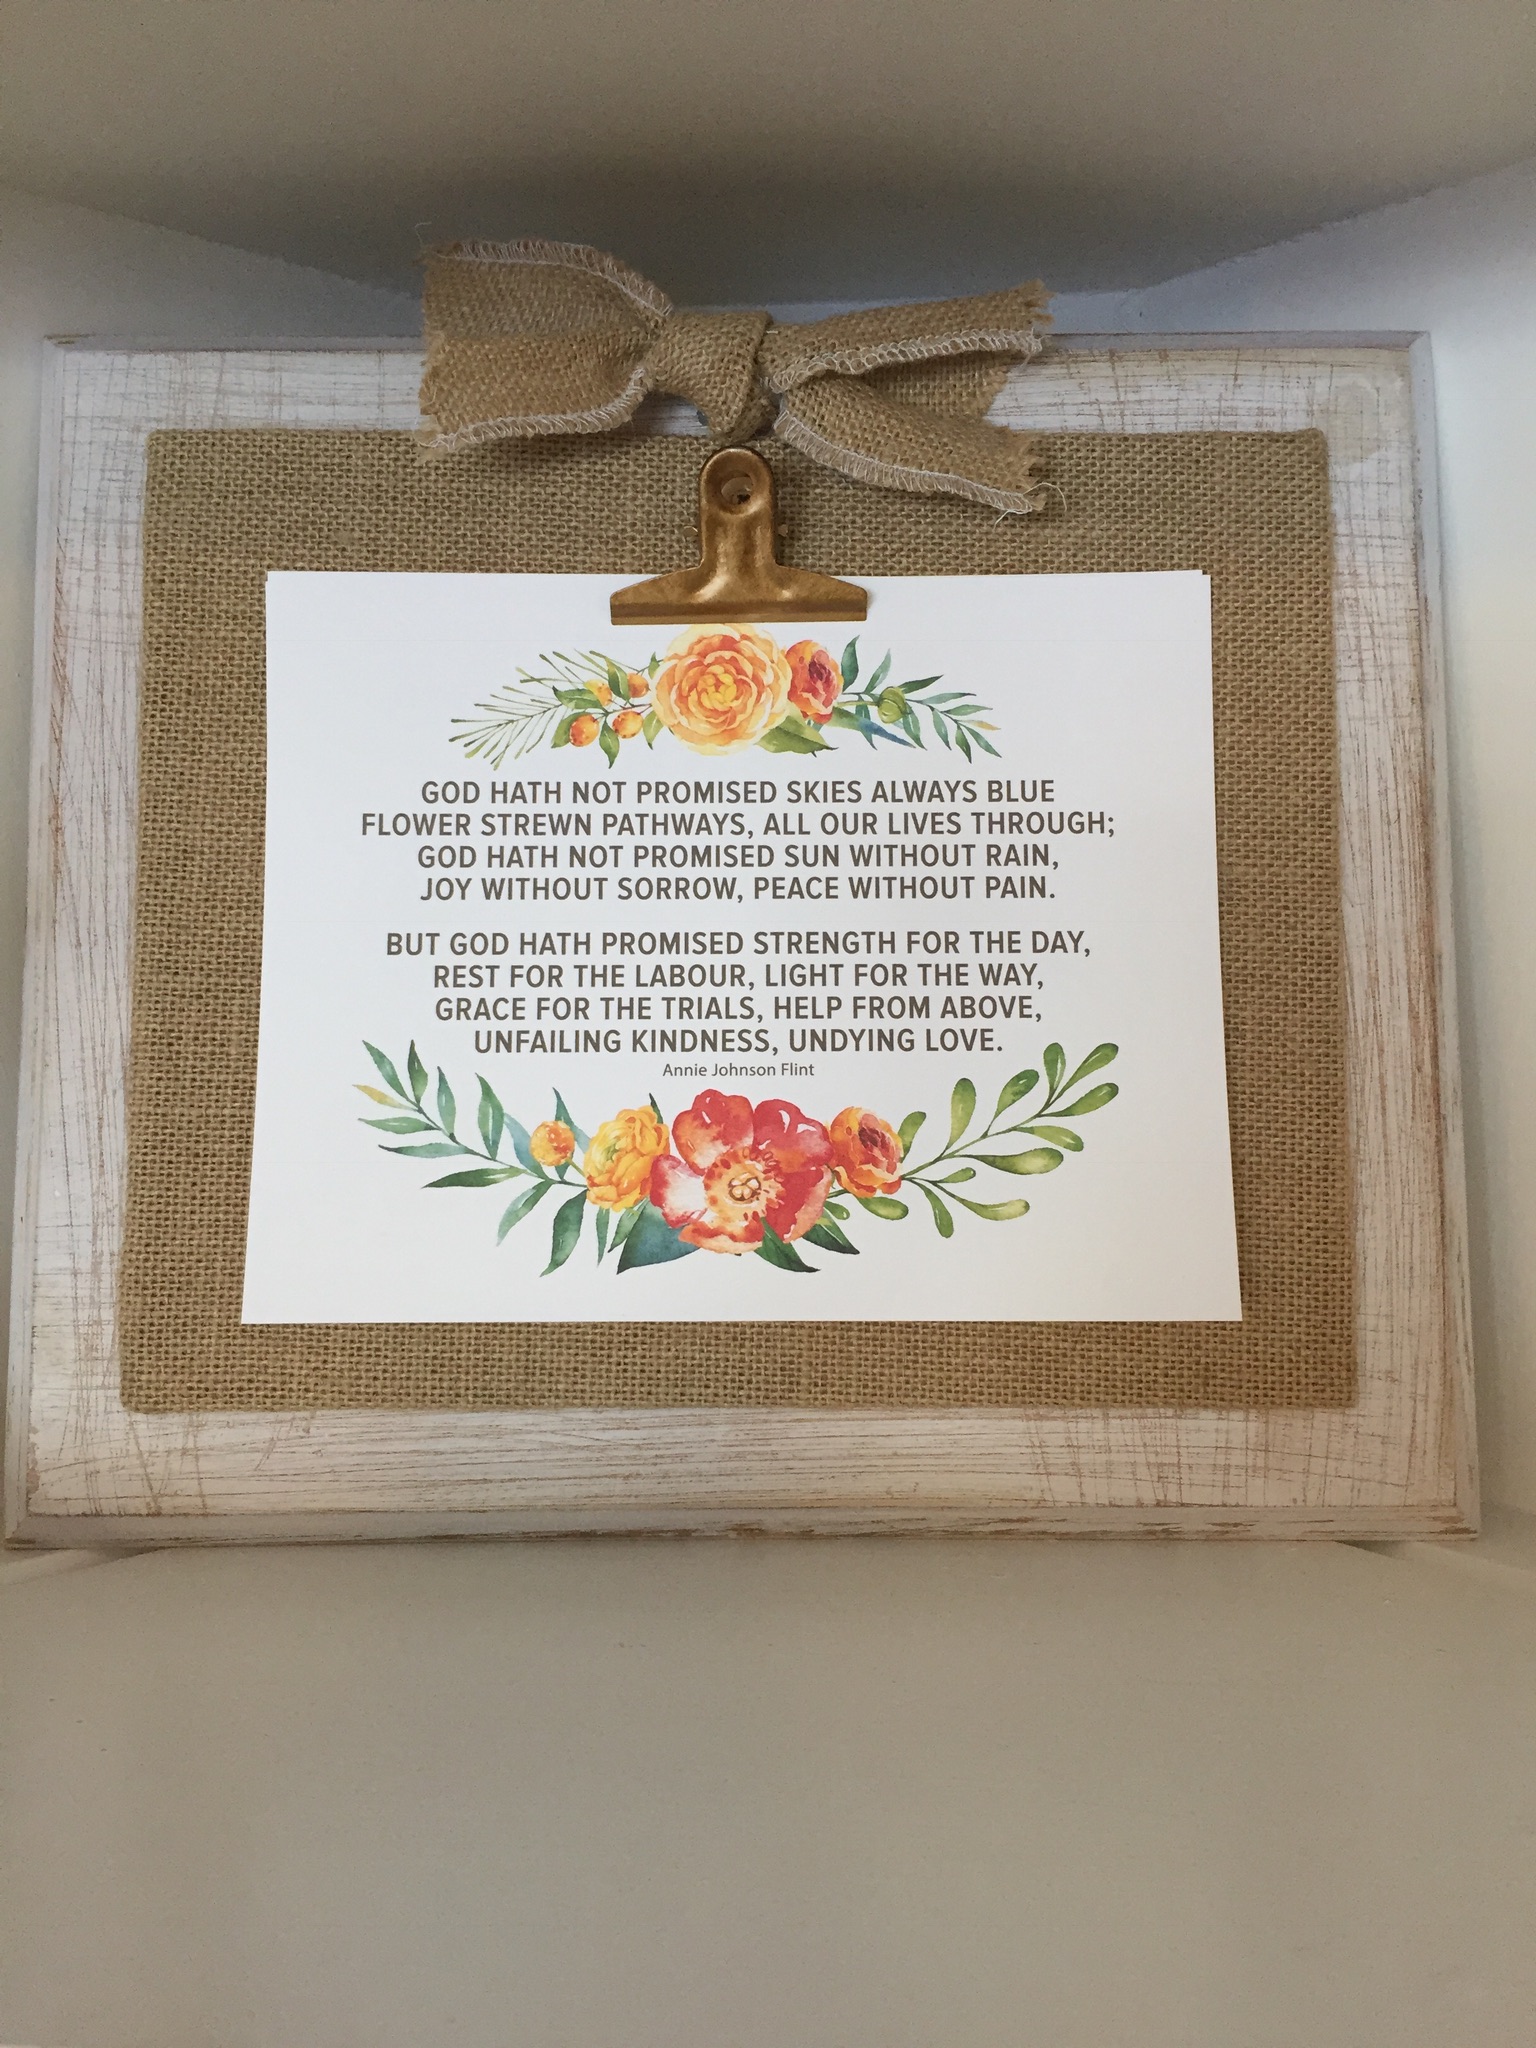 GOD HATH NOT PROMISED SKIES ALWAYS BLUE
FLOWER STREWN PATHWAYS, ALL OUR LIVES THROUGH;
GOD HATH NOT PROMISED SUN WITHOUT RAIN,
JOY WITHOUT SORROW, PEACE WITHOUT PAIN.
BUT GOD HATH PROMISED STRENGTH FOR THE DAY,
REST FOR THE LABOUR, LIGHT FOR THE WAY,
GRACE FOR THE TRIALS, HELP FROM ABOVE,
UNFAILING KINDNESS, UNDYING LOVE.
Annie Johnson Flint